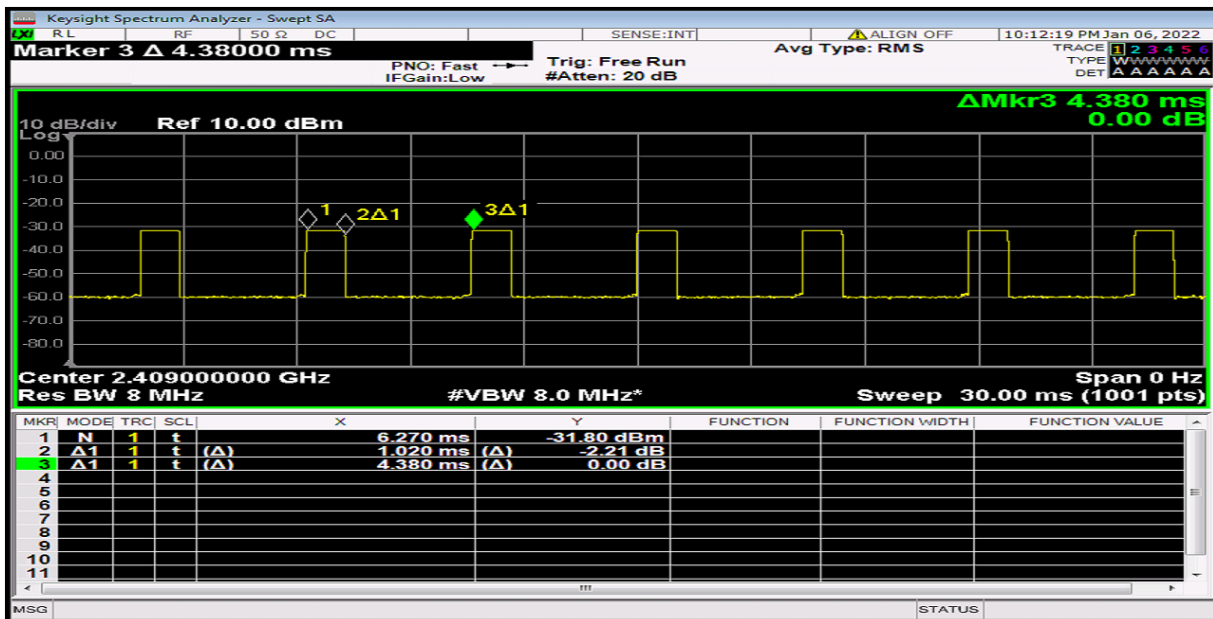 Keysight Spectrum Analyzer - Swept SA
LXI RL RF 50 Ω DC SENSE:INT ALIGN OFF 10:12:19 PM Jan 06, 2022
Marker 3 Δ 4.38000 ms
PNO: Fast
IFGain:Low
Trig: Free Run
#Atten: 20 dB
Avg Type: RMS
TRACE 1 2 3 4 5 6
TYPE WWWWWW
DET A A A A A A
ΔMkr3 4.380 ms
0.00 dB
10 dB/div Ref 10.00 dBm
Log
0.00
-10.0
-20.0
-30.0
-40.0
-50.0
-60.0
-70.0
-80.0
1
2Δ1
3Δ1
Center 2.409000000 GHz Span 0 Hz
Res BW 8 MHz #VBW 8.0 MHz* Sweep 30.00 ms (1001 pts)
MKR MODE TRC SCL X Y FUNCTION FUNCTION WIDTH FUNCTION VALUE
1 N 1 t 6.270 ms -31.80 dBm
2 Δ1 1 t (Δ) 1.020 ms (Δ) -2.21 dB
3 Δ1 1 t (Δ) 4.380 ms (Δ) 0.00 dB
4
5
6
7
8
9
10
11
MSG STATUS